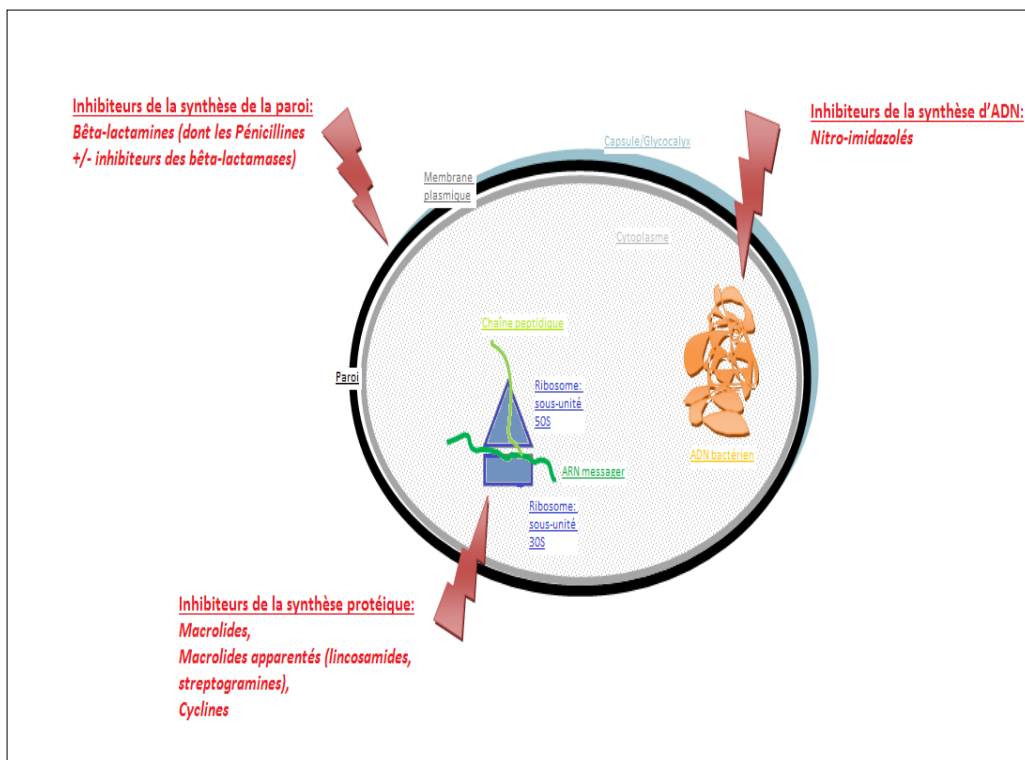 Inhibiteurs de la synthèse de la paroi:
Bêta-lactamines (dont les Pénicillines
+/- inhibiteurs des bêta-lactamases)
Inhibiteurs de la synthèse d'ADN:
Nitro-imidazolés
Capsule/Glycocalyx
Membrane
plasmique
Cytoplasme
Chaîne peptidique
Paroi
Ribosome:
sous-unité
50S
ADN bactérien
ARN messager
Ribosome:
sous-unité
30S
Inhibiteurs de la synthèse protéique:
Macrolides,
Macrolides apparentés (lincosamides,
streptogramines),
Cyclines